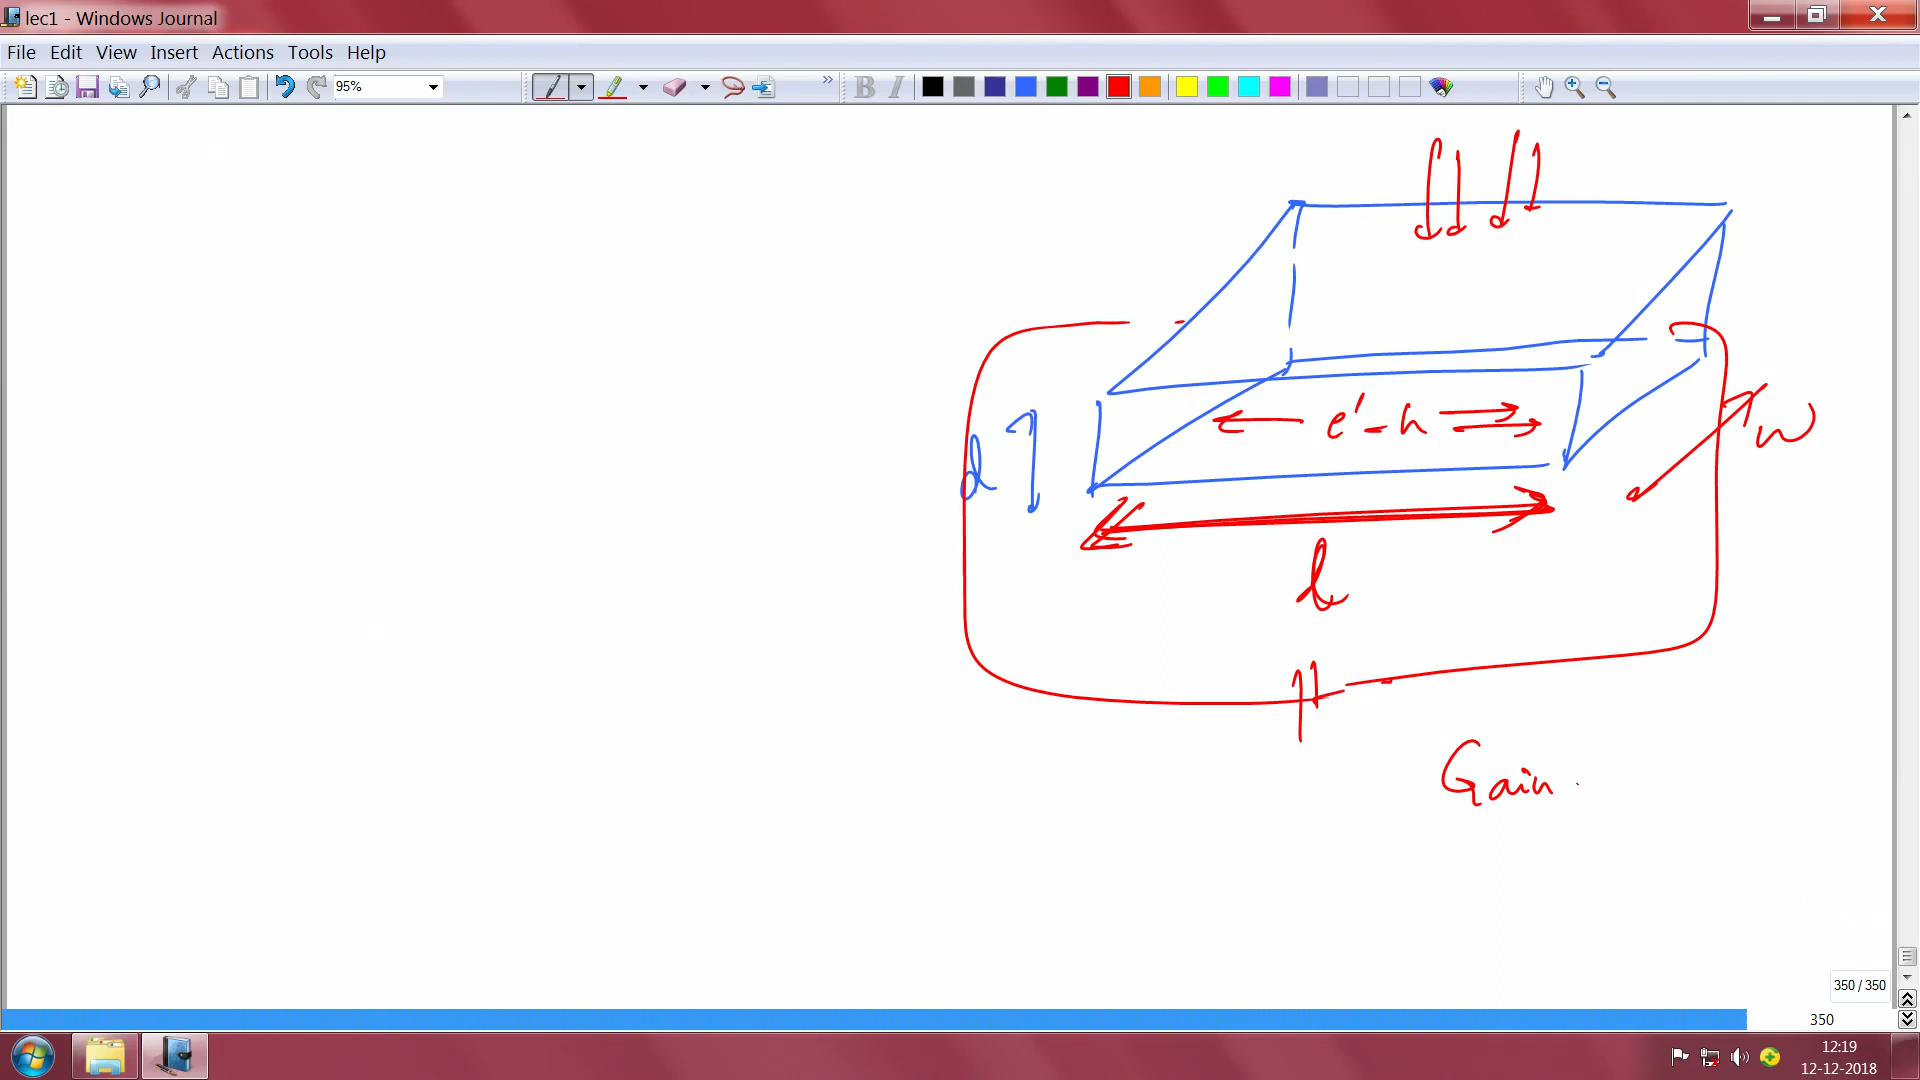 lec1 - Windows Journal
File Edit View Insert Actions Tools Help
95%
B I
d
e' - h
w
l
Gain
350 / 350
350
12:19
12-12-2018